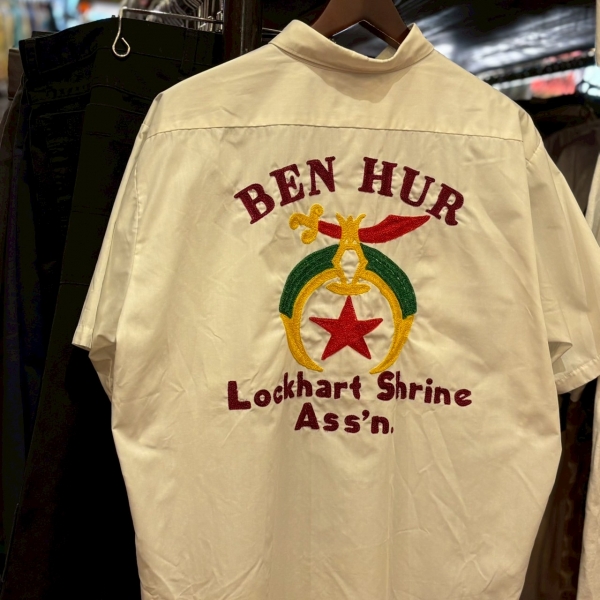 BEN HUR
Lockhart Shrine
Ass'n.